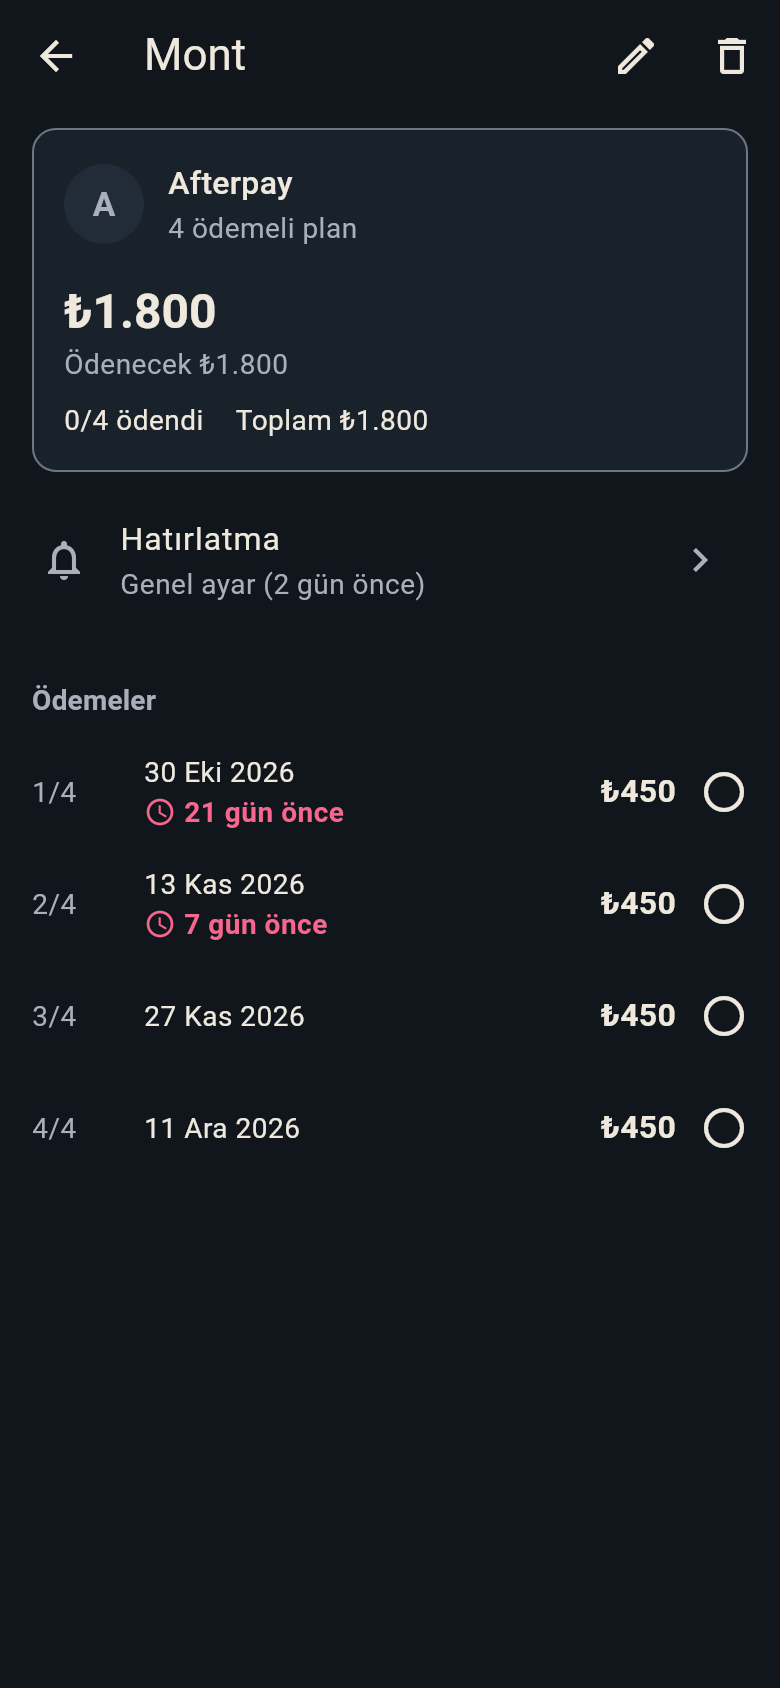 Mont
A
Afterpay
4 ödemeli plan
₺1.800
Ödenecek ₺1.800
0/4 ödendi Toplam ₺1.800
Hatırlatma
Genel ayar (2 gün önce)
Ödemeler
1/4 30 Eki 2026 ₺450
21 gün önce
2/4 13 Kas 2026 ₺450
7 gün önce
3/4 27 Kas 2026 ₺450
4/4 11 Ara 2026 ₺450